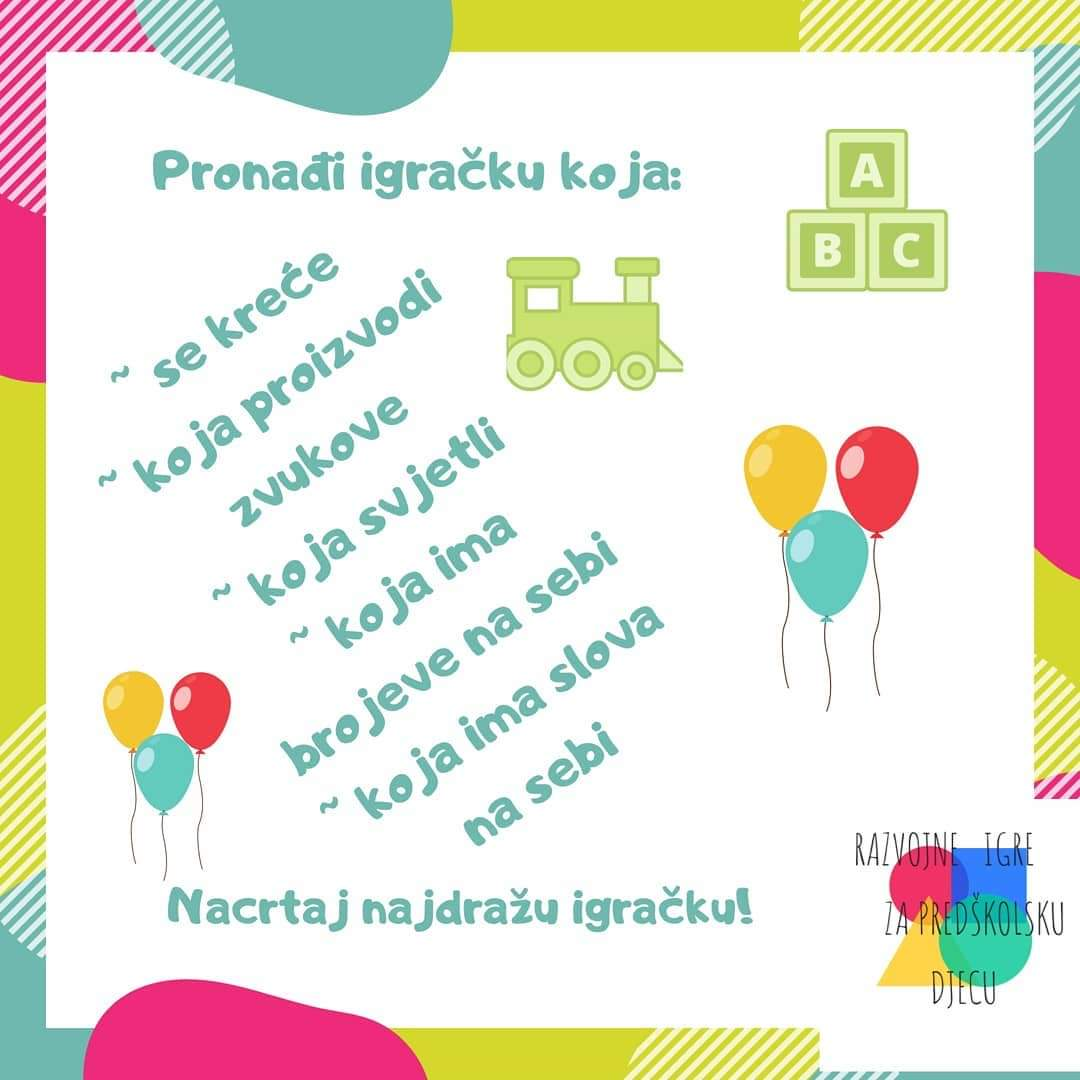 Pronađi igračku koja:
A
B C
~ se kreće
~ koja proizvodi
zvukove
~ koja svjetli
~ koja ima
brojeve na sebi
~ koja ima slova
na sebi
Nacrtaj najdražu igračku!
RAZVOJNE IGRE
ZA PREDŠKOLSKU
DJECU